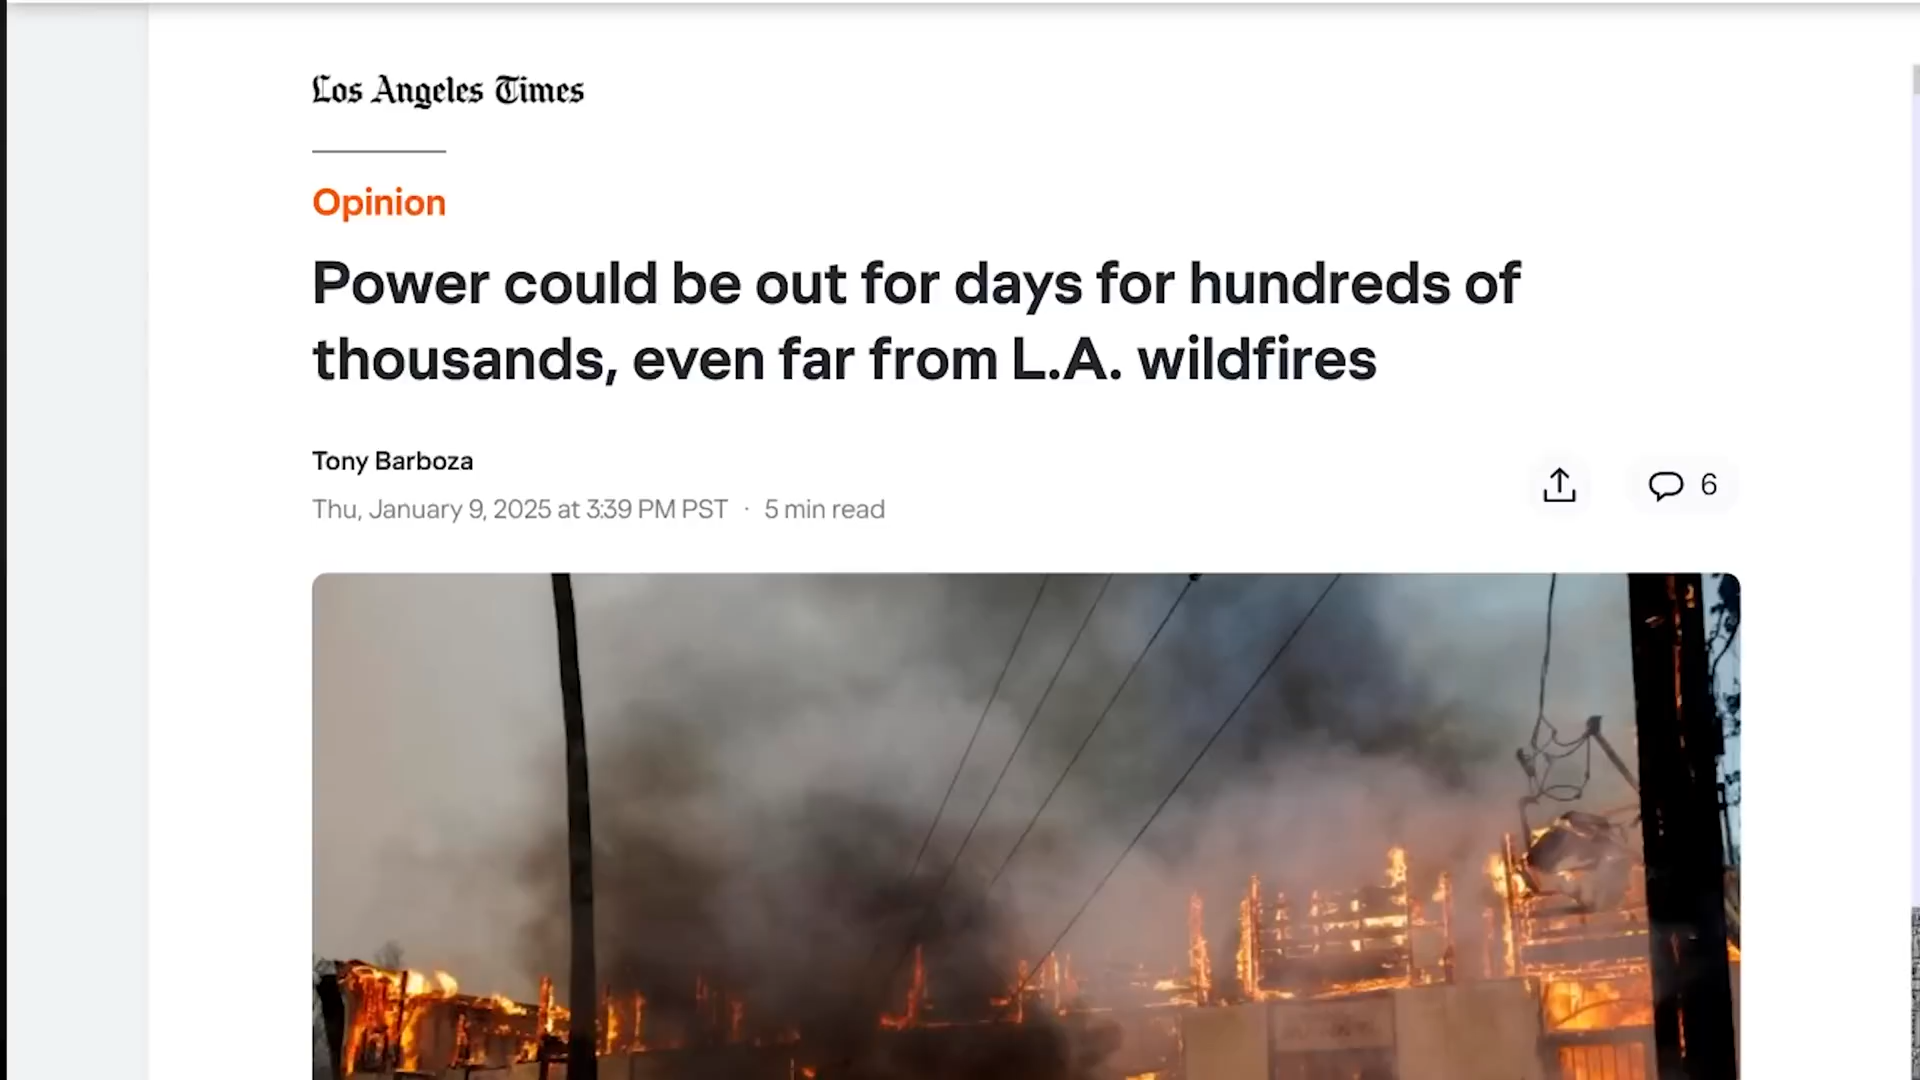 Los Angeles Times
Opinion
Power could be out for days for hundreds of
thousands, even far from L.A. wildfires
Tony Barboza
Thu, January 9, 2025 at 3:39 PM PST · 5 min read
6